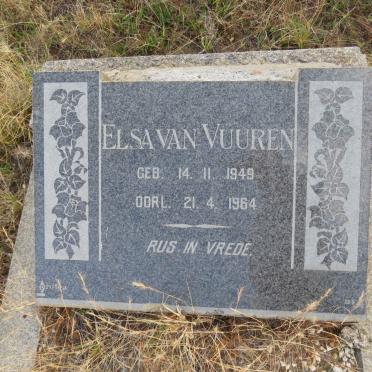 ELSA VAN VUUREN
GEB. 14. 11. 1949
OORL. 21. 4. 1964
RUS IN VREDE.